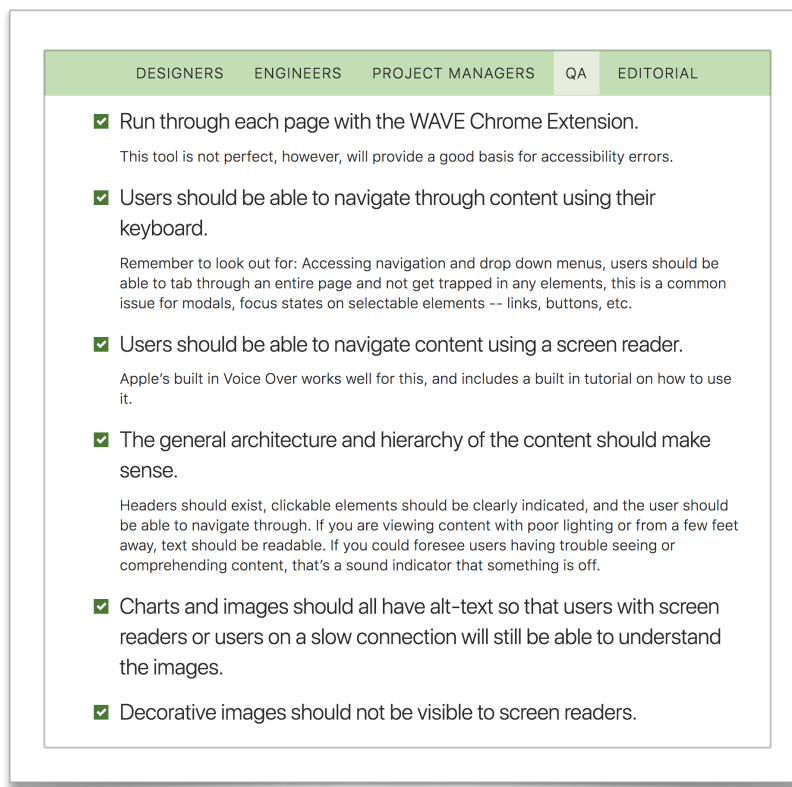 DESIGNERS ENGINEERS PROJECT MANAGERS QA EDITORIAL
Run through each page with the WAVE Chrome Extension.
This tool is not perfect, however, will provide a good basis for accessibility errors.
Users should be able to navigate through content using their
keyboard.
Remember to look out for: Accessing navigation and drop down menus, users should be
able to tab through an entire page and not get trapped in any elements, this is a common
issue for modals, focus states on selectable elements -- links, buttons, etc.
Users should be able to navigate content using a screen reader.
Apple's built in Voice Over works well for this, and includes a built in tutorial on how to use
it.
The general architecture and hierarchy of the content should make
sense.
Headers should exist, clickable elements should be clearly indicated, and the user should
be able to navigate through. If you are viewing content with poor lighting or from a few feet
away, text should be readable. If you could foresee users having trouble seeing or
comprehending content, that's a sound indicator that something is off.
Charts and images should all have alt-text so that users with screen
readers or users on a slow connection will still be able to understand
the images.
Decorative images should not be visible to screen readers.